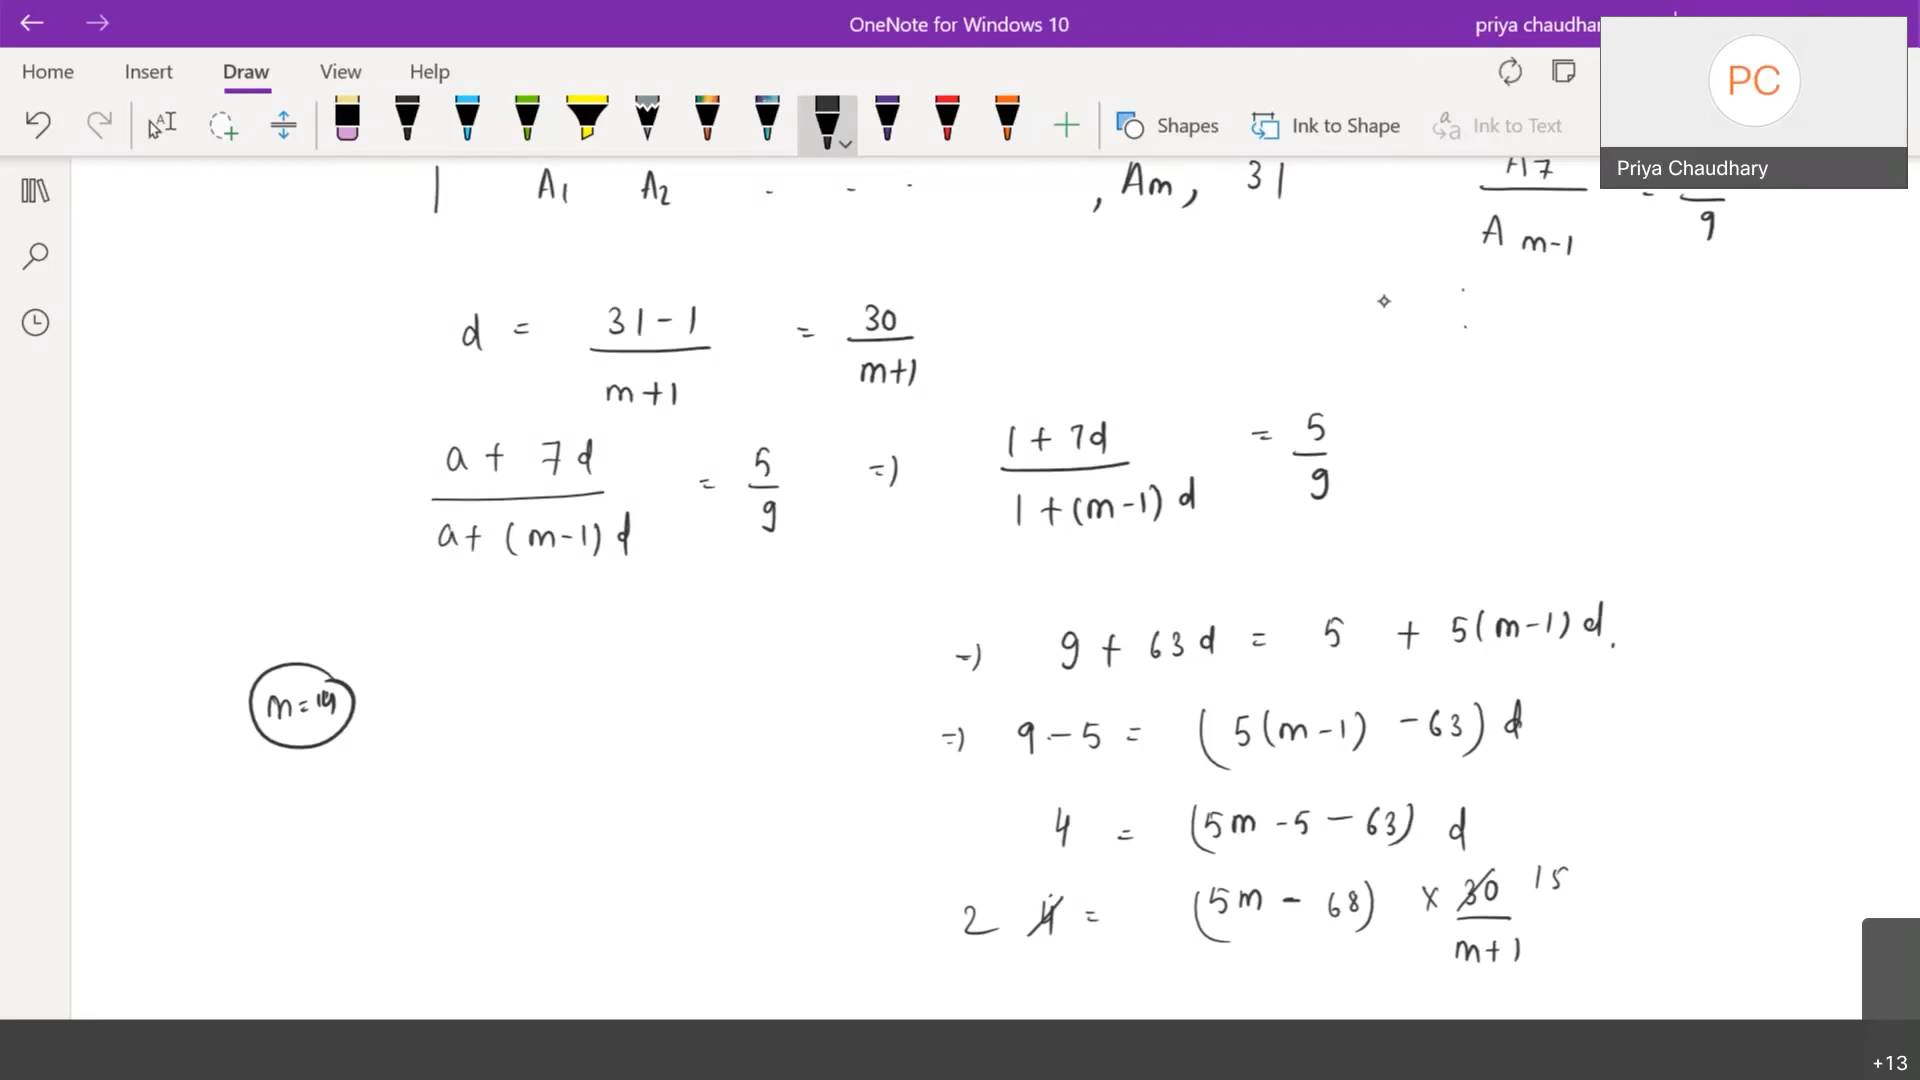 OneNote for Windows 10
priya chaudhar
PC
Priya Chaudhary
Home Insert Draw View Help
Shapes Ink to Shape Ink to Text
1 A1 A2 - - . , Am, 31
A7 / A m-1 = / 9
d = 31-1 / m+1 = 30 / m+1
a + 7d / a+ (m-1) d = 5/9 =) 1 + 7d / 1 + (m-1) d = 5/9
=) 9 + 63d = 5 + 5(m-1)d.
m=14
=) 9-5 = (5(m-1) -63) d
4 = (5m -5 - 63) d
2 4 = (5m - 68) x 30 / m+1 15
+13